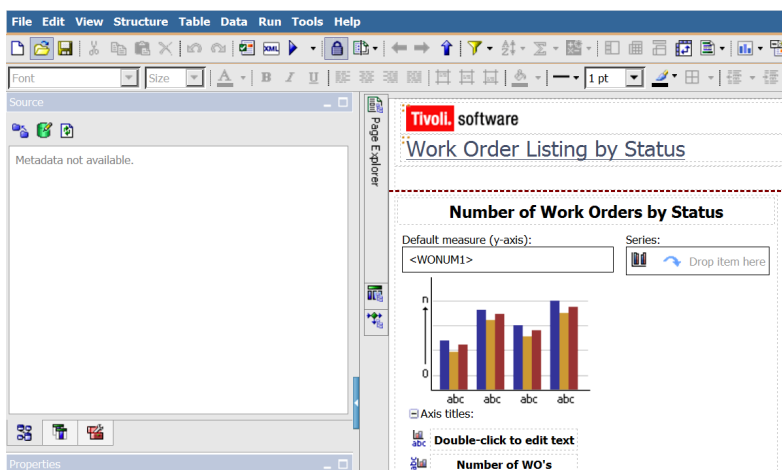 File Edit View Structure Table Data Run Tools Help
Font Size A B I U 1 pt
Source
Metadata not available.
Page Explorer
Properties
Tivoli. software
Work Order Listing by Status
Number of Work Orders by Status
Default measure (y-axis): Series:
<WONUM1> Drop item here
n
0
abc abc abc abc
Axis titles:
abc Double-click to edit text
Number of WO's